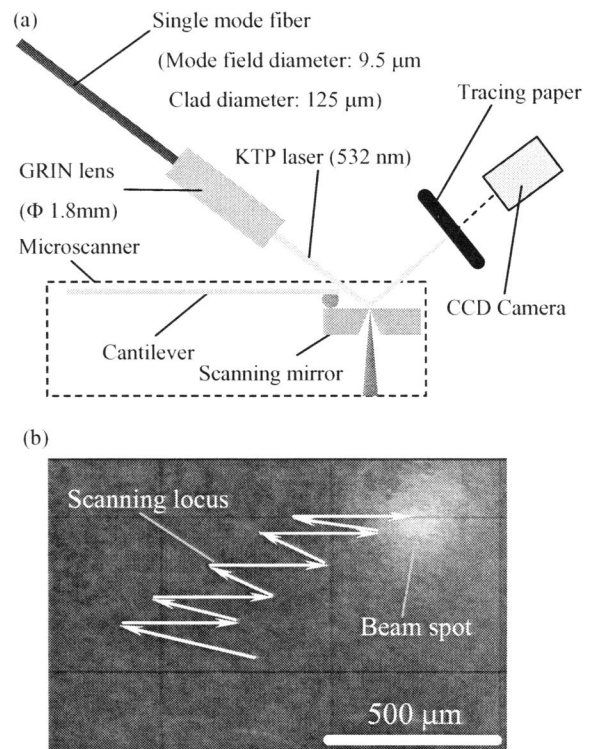 (a)
Single mode fiber
(Mode field diameter: 9.5 μm
Clad diameter: 125 μm)
Tracing paper
KTP laser (532 nm)
GRIN lens
(Φ 1.8mm)
Microscanner
CCD Camera
Cantilever
Scanning mirror
(b)
Scanning locus
Beam spot
500 μm